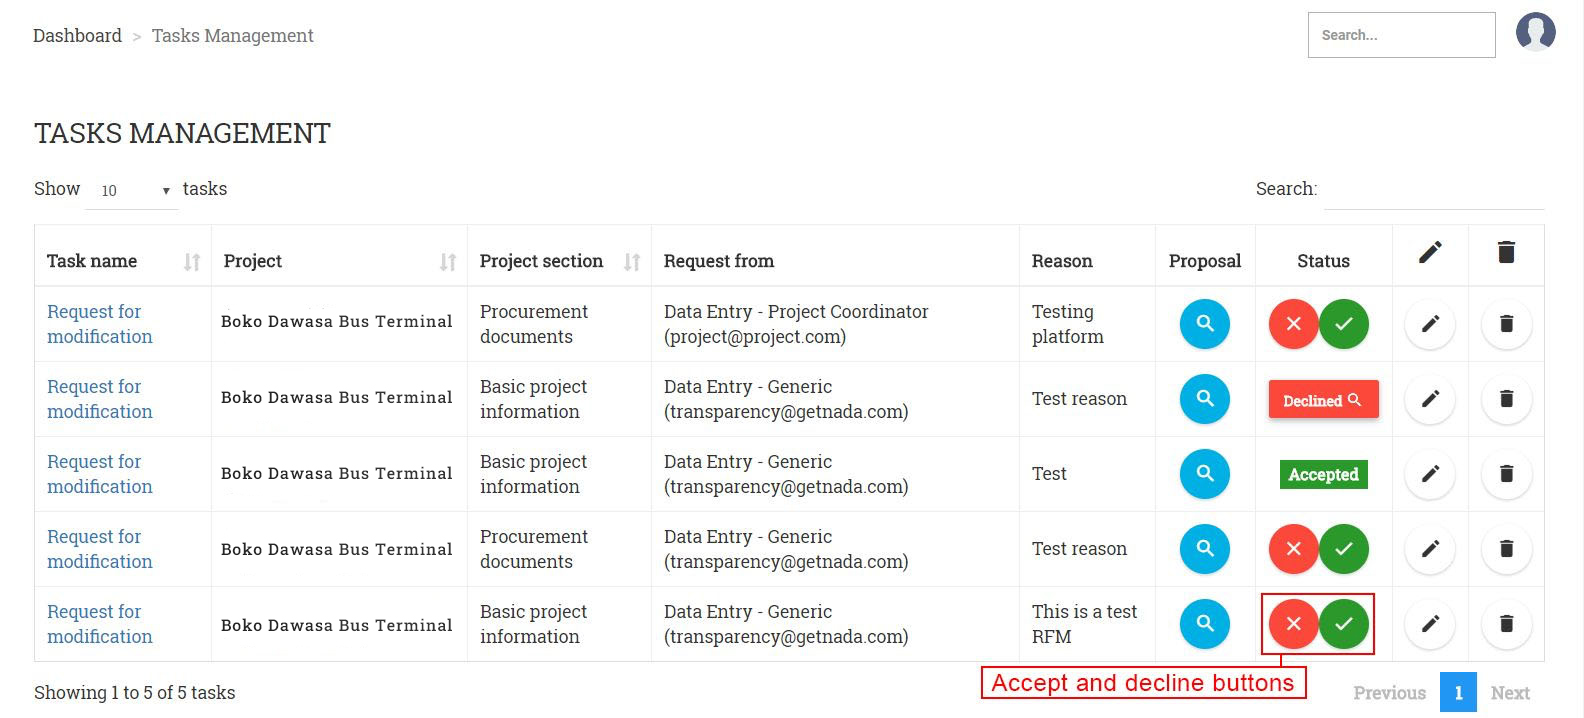 Dashboard > Tasks Management
Search...
TASKS MANAGEMENT
Show 10 tasks
Search:
Task name Project Project section Request from Reason Proposal Status
Request for modification Boko Dawasa Bus Terminal Procurement documents Data Entry - Project Coordinator (project@project.com) Testing platform
Request for modification Boko Dawasa Bus Terminal Basic project information Data Entry - Generic (transparency@getnada.com) Test reason Declined
Request for modification Boko Dawasa Bus Terminal Basic project information Data Entry - Generic (transparency@getnada.com) Test Accepted
Request for modification Boko Dawasa Bus Terminal Procurement documents Data Entry - Generic (transparency@getnada.com) Test reason
Request for modification Boko Dawasa Bus Terminal Basic project information Data Entry - Generic (transparency@getnada.com) This is a test RFM
Accept and decline buttons
Showing 1 to 5 of 5 tasks
Previous 1 Next